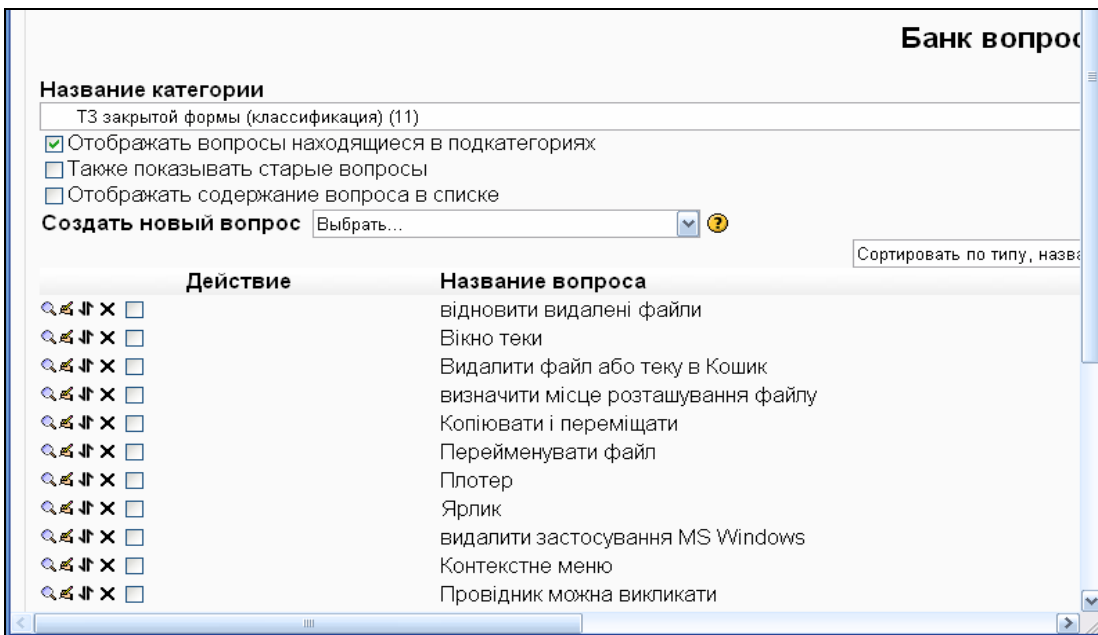 Банк вопрос
Название категории
ТЗ закрытой формы (классификация) (11)
Отображать вопросы находящиеся в подкатегориях
Также показывать старые вопросы
Отображать содержание вопроса в списке
Создать новый вопрос Выбрать... ?
Сортировать по типу, назва
Действие Название вопроса
відновити видалені файли
Вікно теки
Видалити файл або теку в Кошик
визначити місце розташування файлу
Копіювати і переміщати
Перейменувати файл
Плотер
Ярлик
видалити застосування MS Windows
Контекстне меню
Провідник можна викликати